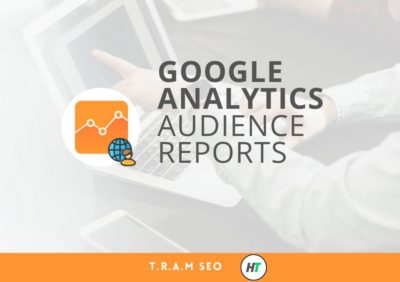 GOOGLE
ANALYTICS
AUDIENCE
REPORTS
T.R.A.M SEO
HT